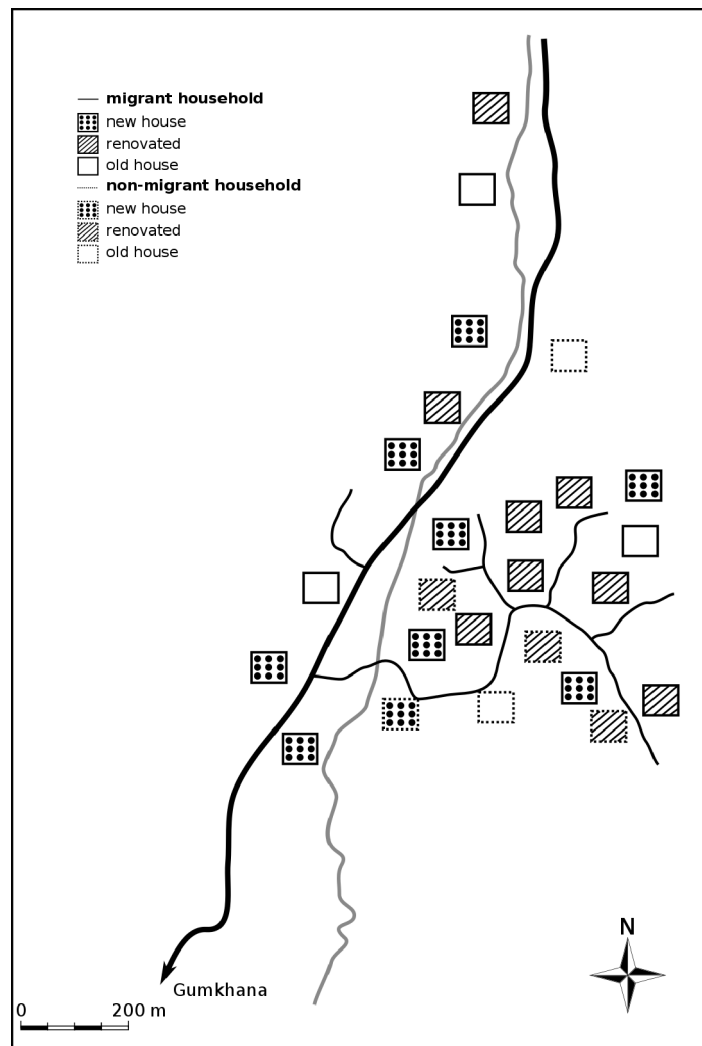 migrant household
new house
renovated
old house
non-migrant household
new house
renovated
old house
N
Gumkhana
0 200 m